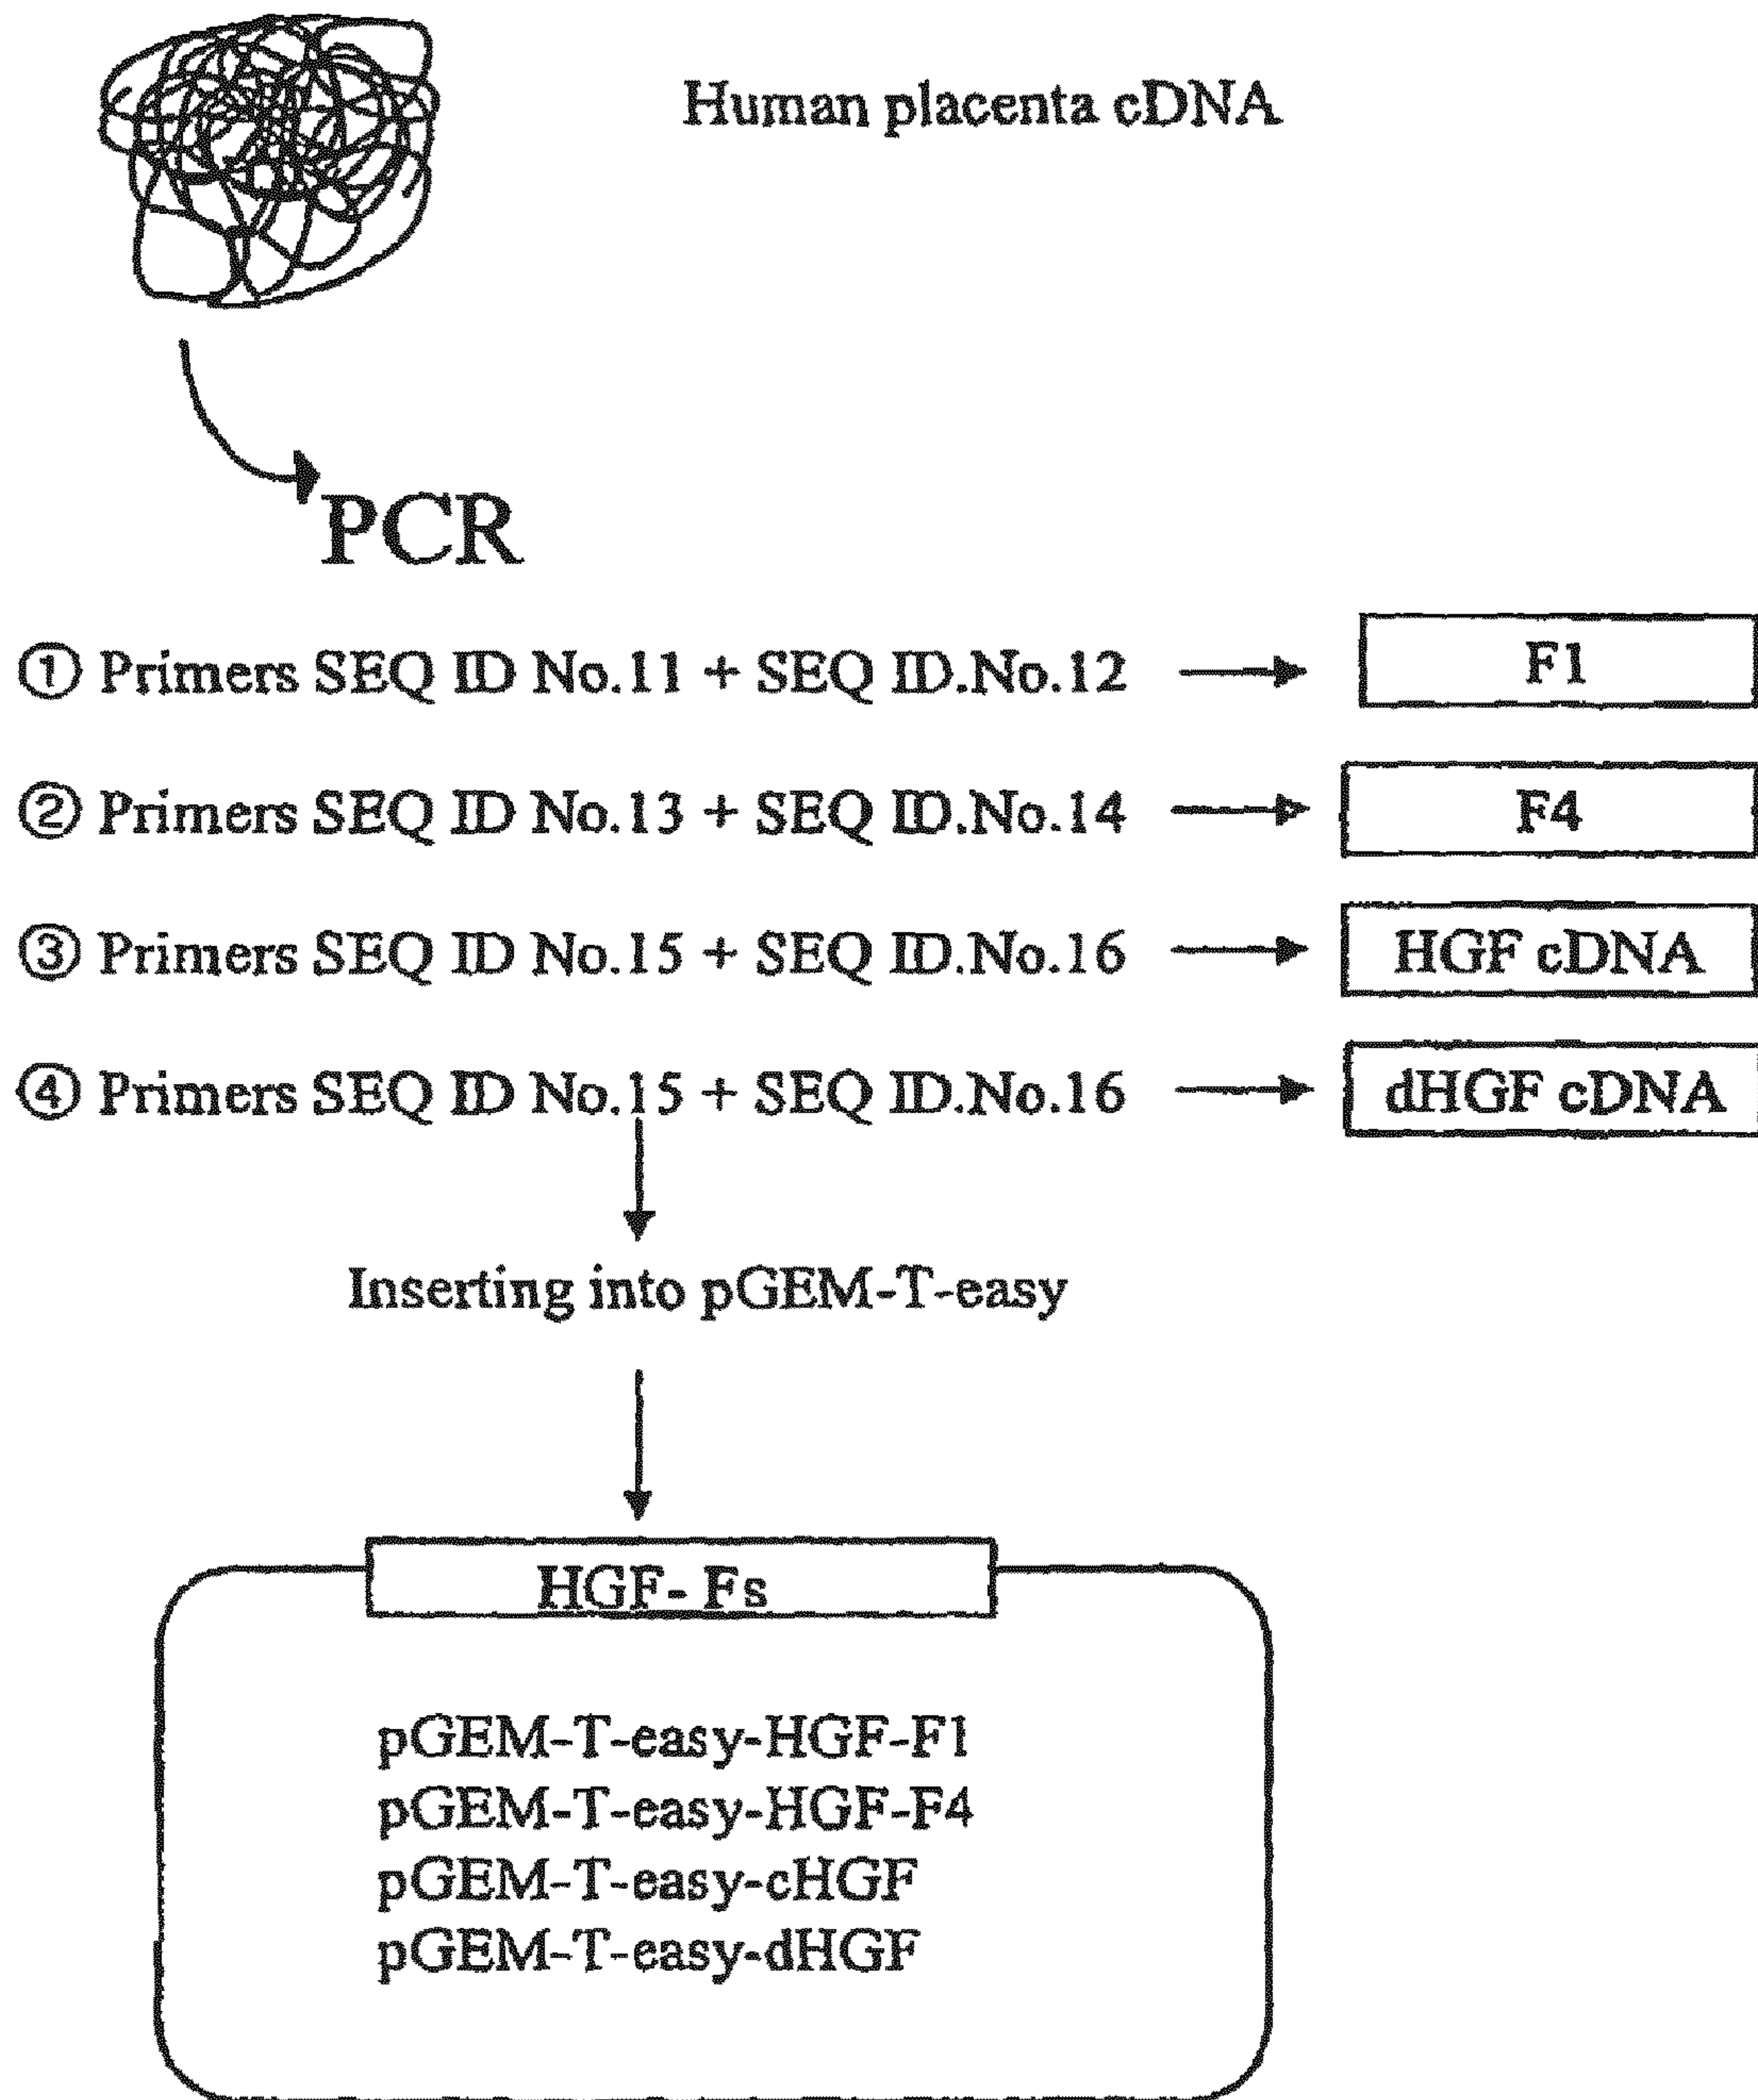 Human placenta cDNA
PCR
① Primers SEQ ID No.11 + SEQ ID.No.12 F1
② Primers SEQ ID No.13 + SEQ ID.No.14 F4
③ Primers SEQ ID No.15 + SEQ ID.No.16 HGF cDNA
④ Primers SEQ ID No.15 + SEQ ID.No.16 dHGF cDNA
Inserting into pGEM-T-easy
HGF- Fs
pGEM-T-easy-HGF-F1
pGEM-T-easy-HGF-F4
pGEM-T-easy-cHGF
pGEM-T-easy-dHGF